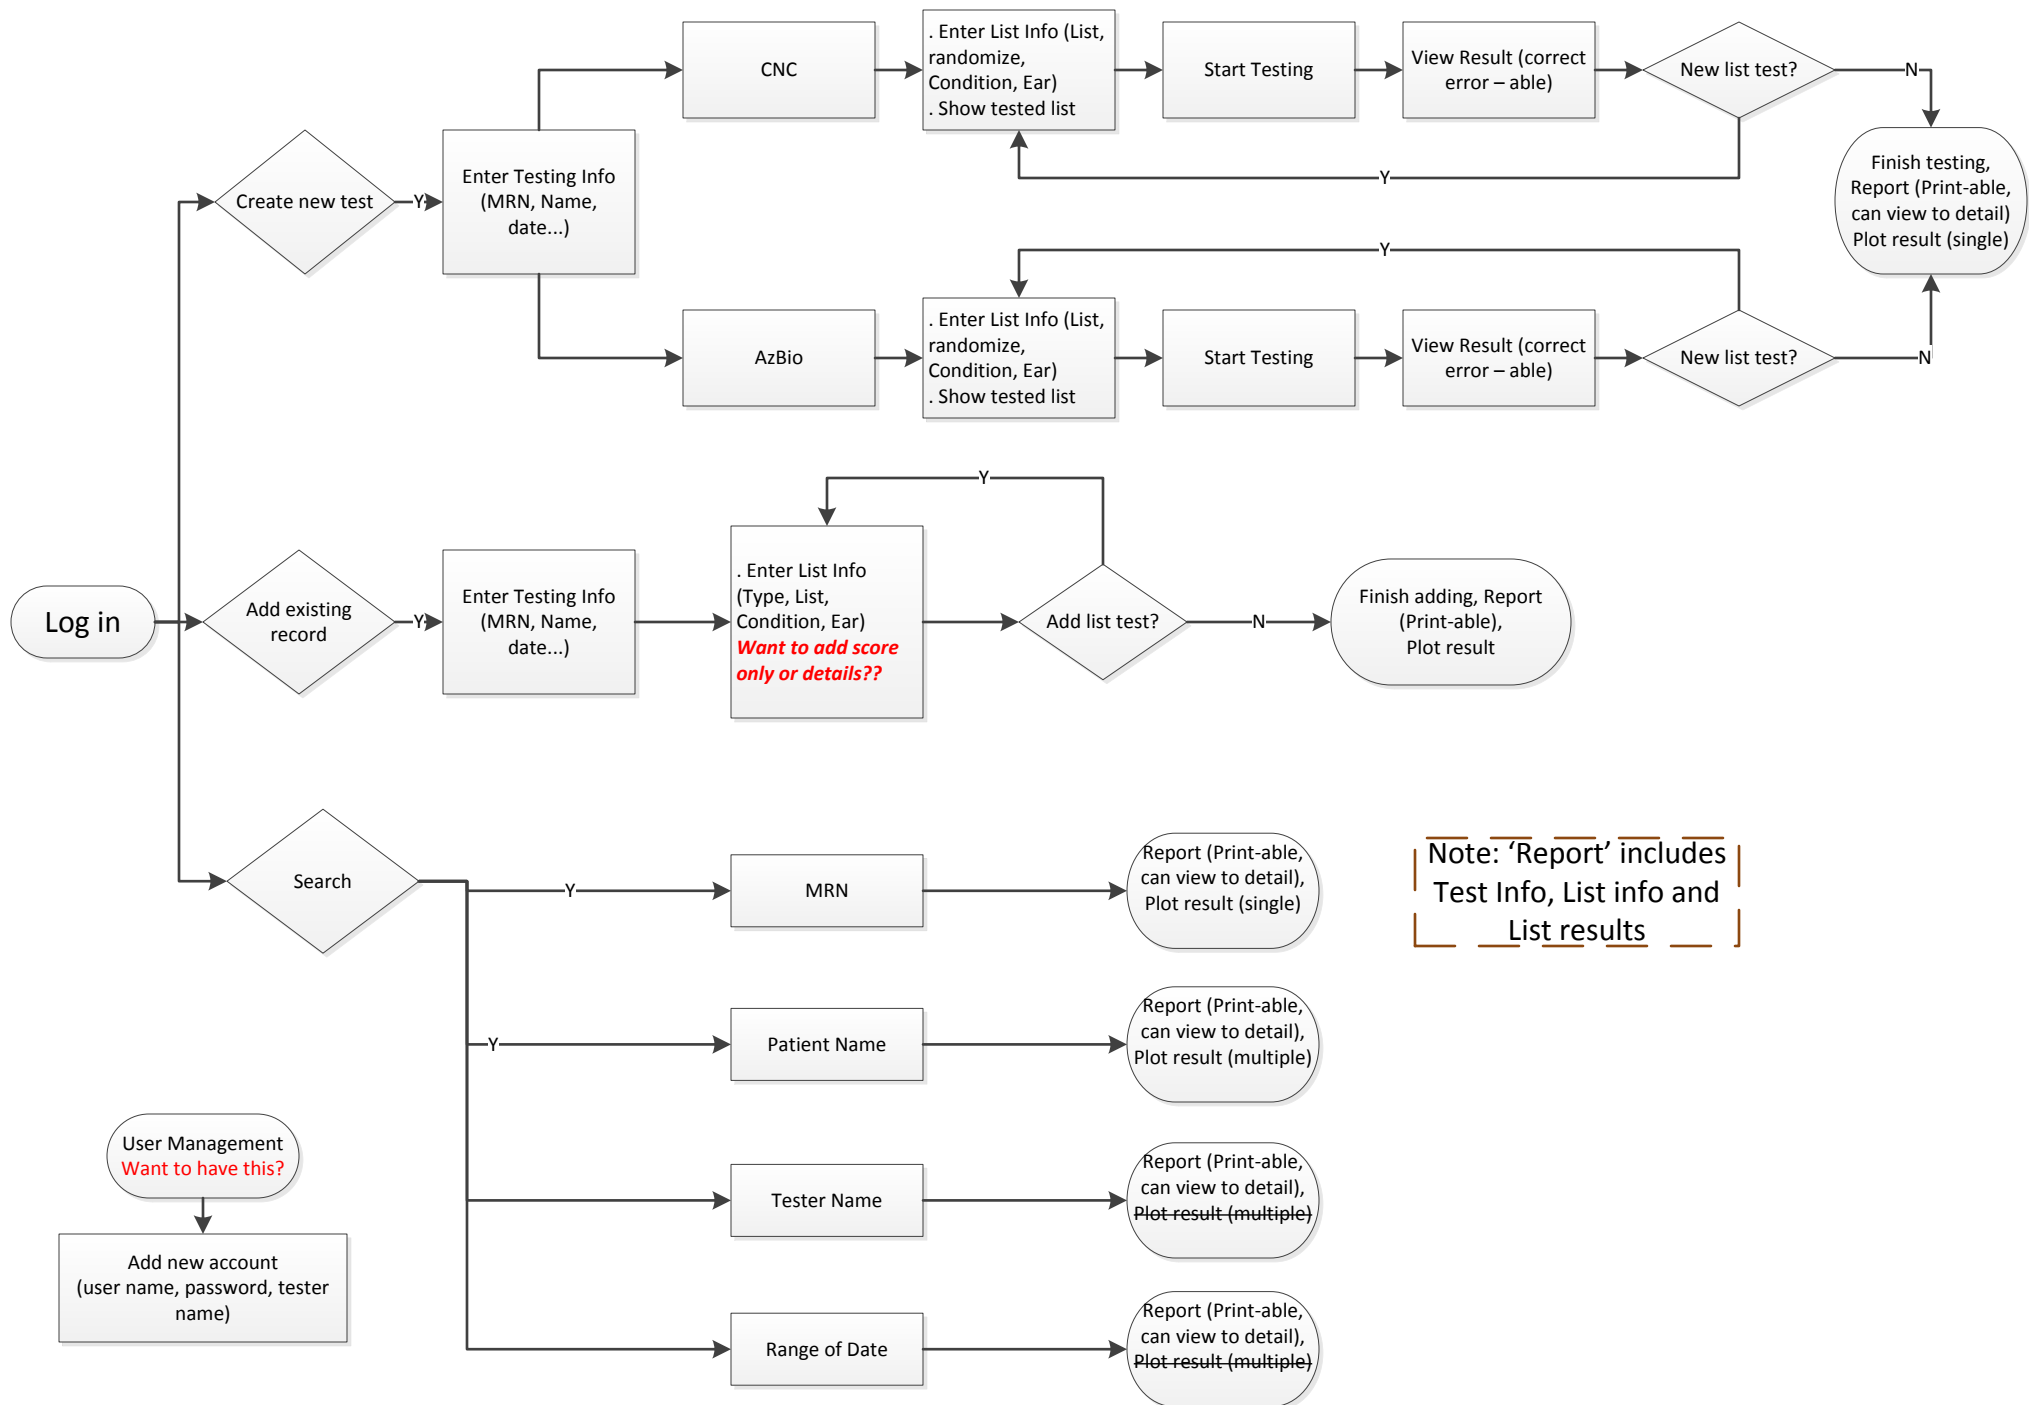 CNC
. Enter List Info (List,
randomize,
Condition, Ear)
. Show tested list
Start Testing
View Result (correct
error – able)
New list test?
N
Y
Create new test
Y
Enter Testing Info
(MRN, Name,
date...)
Finish testing,
Report (Print-able,
can view to detail)
Plot result (single)
Y
AzBio
. Enter List Info (List,
randomize,
Condition, Ear)
. Show tested list
Start Testing
View Result (correct
error – able)
New list test?
N
Log in
Add existing
record
Y
Enter Testing Info
(MRN, Name,
date...)
Y
. Enter List Info
(Type, List,
Condition, Ear)
Want to add score
only or details??
Add list test?
N
Finish adding, Report
(Print-able),
Plot result
Search
Y
MRN
Report (Print-able,
can view to detail),
Plot result (single)
Note: ‘Report’ includes
Test Info, List info and
List results
Y
Patient Name
Report (Print-able,
can view to detail),
Plot result (multiple)
Tester Name
Report (Print-able,
can view to detail),
Plot result (multiple)
Range of Date
Report (Print-able,
can view to detail),
Plot result (multiple)
User Management
Want to have this?
Add new account
(user name, password, tester
name)